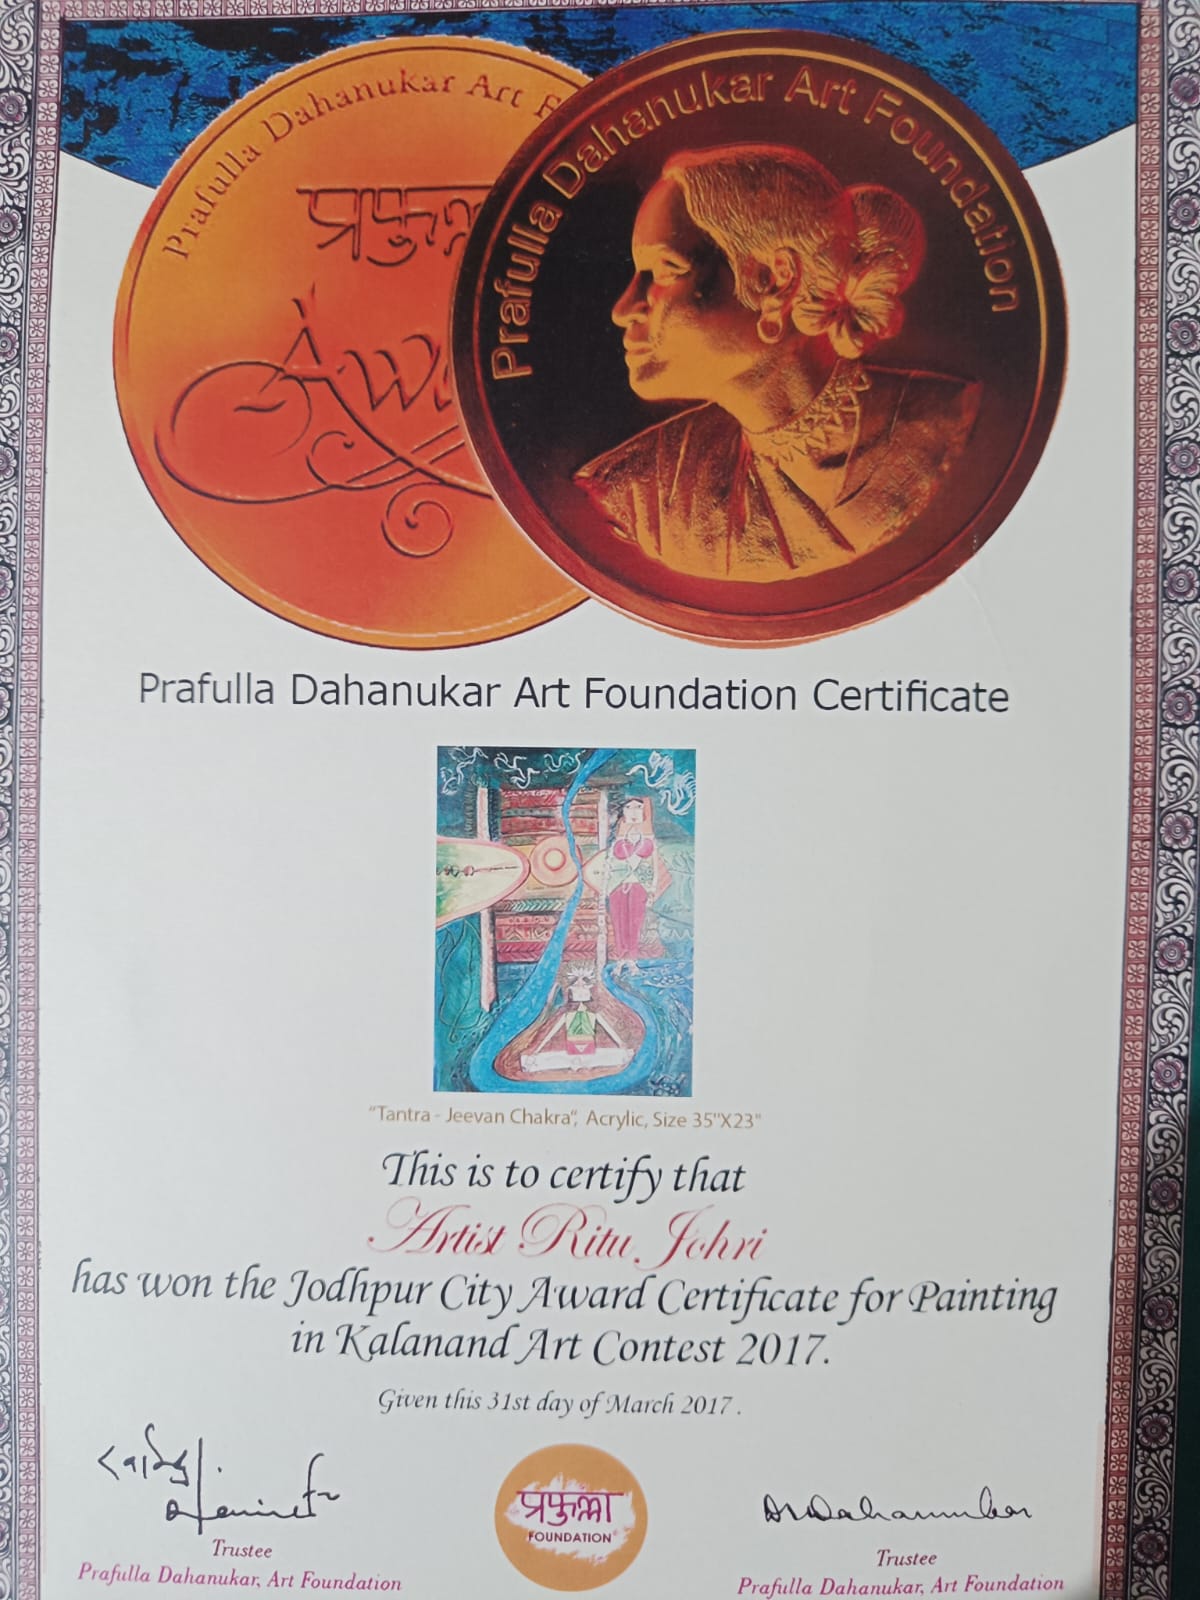 Prafulla Dahanukar Art F
प्रफुल्ल
Awa
Prafulla Dahanukar Art Foundation
Prafulla Dahanukar Art Foundation Certificate
"Tantra - Jeevan Chakra", Acrylic, Size 35"X23"
This is to certify that
Artist Ritu Johri
has won the Jodhpur City Award Certificate for Painting
in Kalanand Art Contest 2017.
Given this 31st day of March 2017 .
Trustee
Prafulla Dahanukar, Art Foundation
प्रफुल्ला
FOUNDATION
Dahanukar
Trustee
Prafulla Dahanukar, Art Foundation